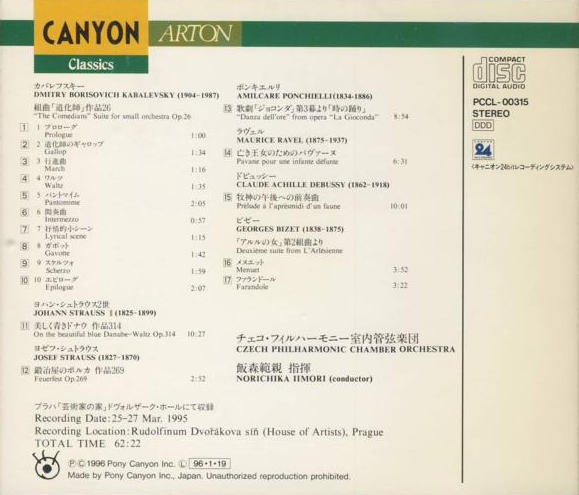 CANYON ARTON
Classics
COMPACT
disc
DIGITAL AUDIO
PCCL-00315
STEREO
DDD
24
〈キャニオン24bitレコーディングシステム〉
カバレフスキー
DMITRY BORISOVICH KABALEVSKY (1904-1987)
組曲「道化師」作品26
"The Comedians" Suite for small orchestra Op.26
1 1 プロローグ
Prologue 1:00
2 2 道化師のギャロップ
Gallop 1:34
3 3 行進曲
March 1:16
4 4 ワルツ
Waltz 1:35
5 5 パントマイム
Pantomime 2:05
6 6 間奏曲
Intermezzo 0:57
7 7 抒情的小シーン
Lyrical scene 1:15
8 8 ガボット
Gavotte 1:42
9 9 スケルツォ
Scherzo 1:59
10 10 エピローグ
Epilogue 2:07
ヨハン・シュトラウス2世
JOHANN STRAUSS Ⅱ (1825-1899)
11 美しく青きドナウ 作品314
On the beautiful blue Danube-Waltz Op.314 10:27
ヨゼフ・シュトラウス
JOSEF STRAUSS (1827-1870)
12 鍛冶屋のポルカ 作品269
Feuerfest Op.269 2:52
ポンキエルリ
AMILCARE PONCHIELLI(1834-1886)
13 歌劇「ジョコンダ」第3幕より「時の踊り」
"Danza dell'ore" from opera "La Gioconda" 8:54
ラヴェル
MAURICE RAVEL (1875-1937)
14 亡き王女のためのパヴァーヌ
Pavane pour une infante défunte 6:31
ドビュッシー
CLAUDE ACHILLE DEBUSSY (1862-1918)
15 牧神の午後への前奏曲
Prélude à l'aprèsmidi d'un faune 10:01
ビゼー
GEORGES BIZET (1838-1875)
「アルルの女」第2組曲より
Deuxième suite from L'Arlésienne
16 メヌエット
Menuet 3:52
17 ファランドール
Farandole 3:22
チェコ・フィルハーモニー室内管弦楽団
CZECH PHILHARMONIC CHAMBER ORCHESTRA
飯森範親 指揮
NORICHIKA IIMORI (conductor)
プラハ「芸術家の家」ドヴォルザーク・ホールにて収録
Recording Date:25-27 Mar. 1995
Recording Location:Rudolfinum Dvořákova síň (House of Artists), Prague
TOTAL TIME 62:22
ⓅⒸ1996 Pony Canyon Inc. Ⓛ 96・1・19
Made by Pony Canyon Inc., Japan. Unauthorized reproduction prohibited.